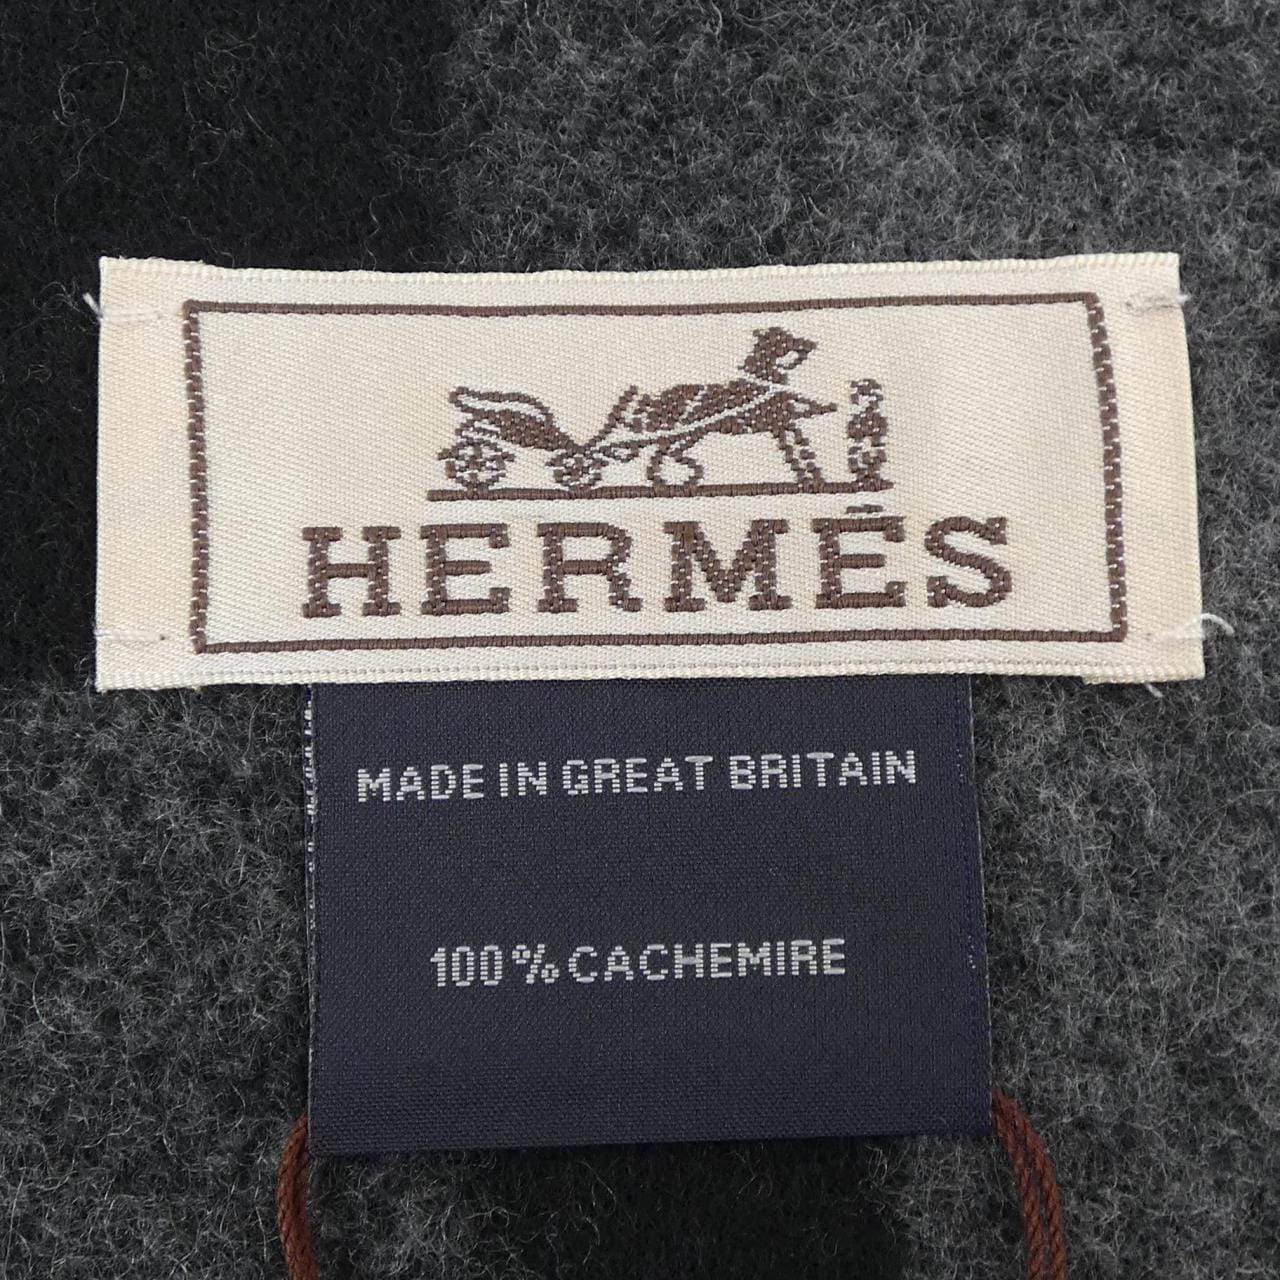 HERMÈS
MADE IN GREAT BRITAIN
100% CACHEMIRE